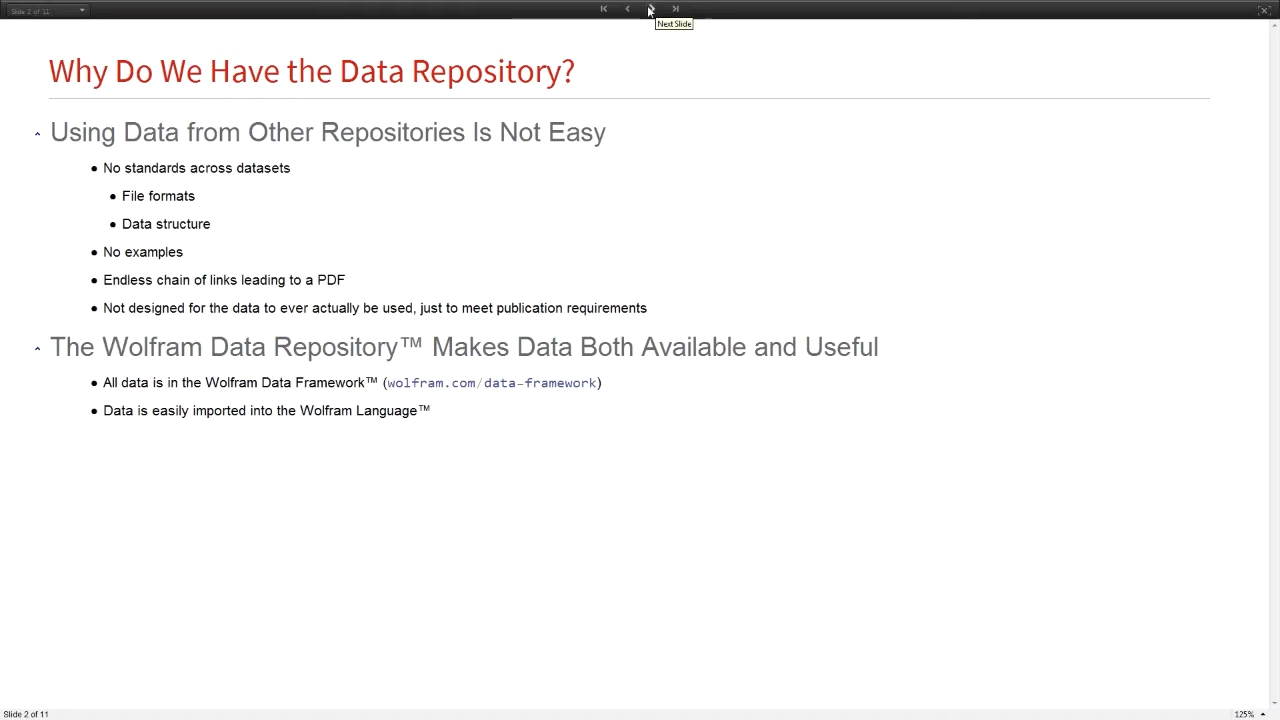 Slide 2 of 11
Next Slide
Why Do We Have the Data Repository?
Using Data from Other Repositories Is Not Easy
• No standards across datasets
• File formats
• Data structure
• No examples
• Endless chain of links leading to a PDF
• Not designed for the data to ever actually be used, just to meet publication requirements
The Wolfram Data Repository™ Makes Data Both Available and Useful
• All data is in the Wolfram Data Framework™ (wolfram.com/data-framework)
• Data is easily imported into the Wolfram Language™
Slide 2 of 11
125%